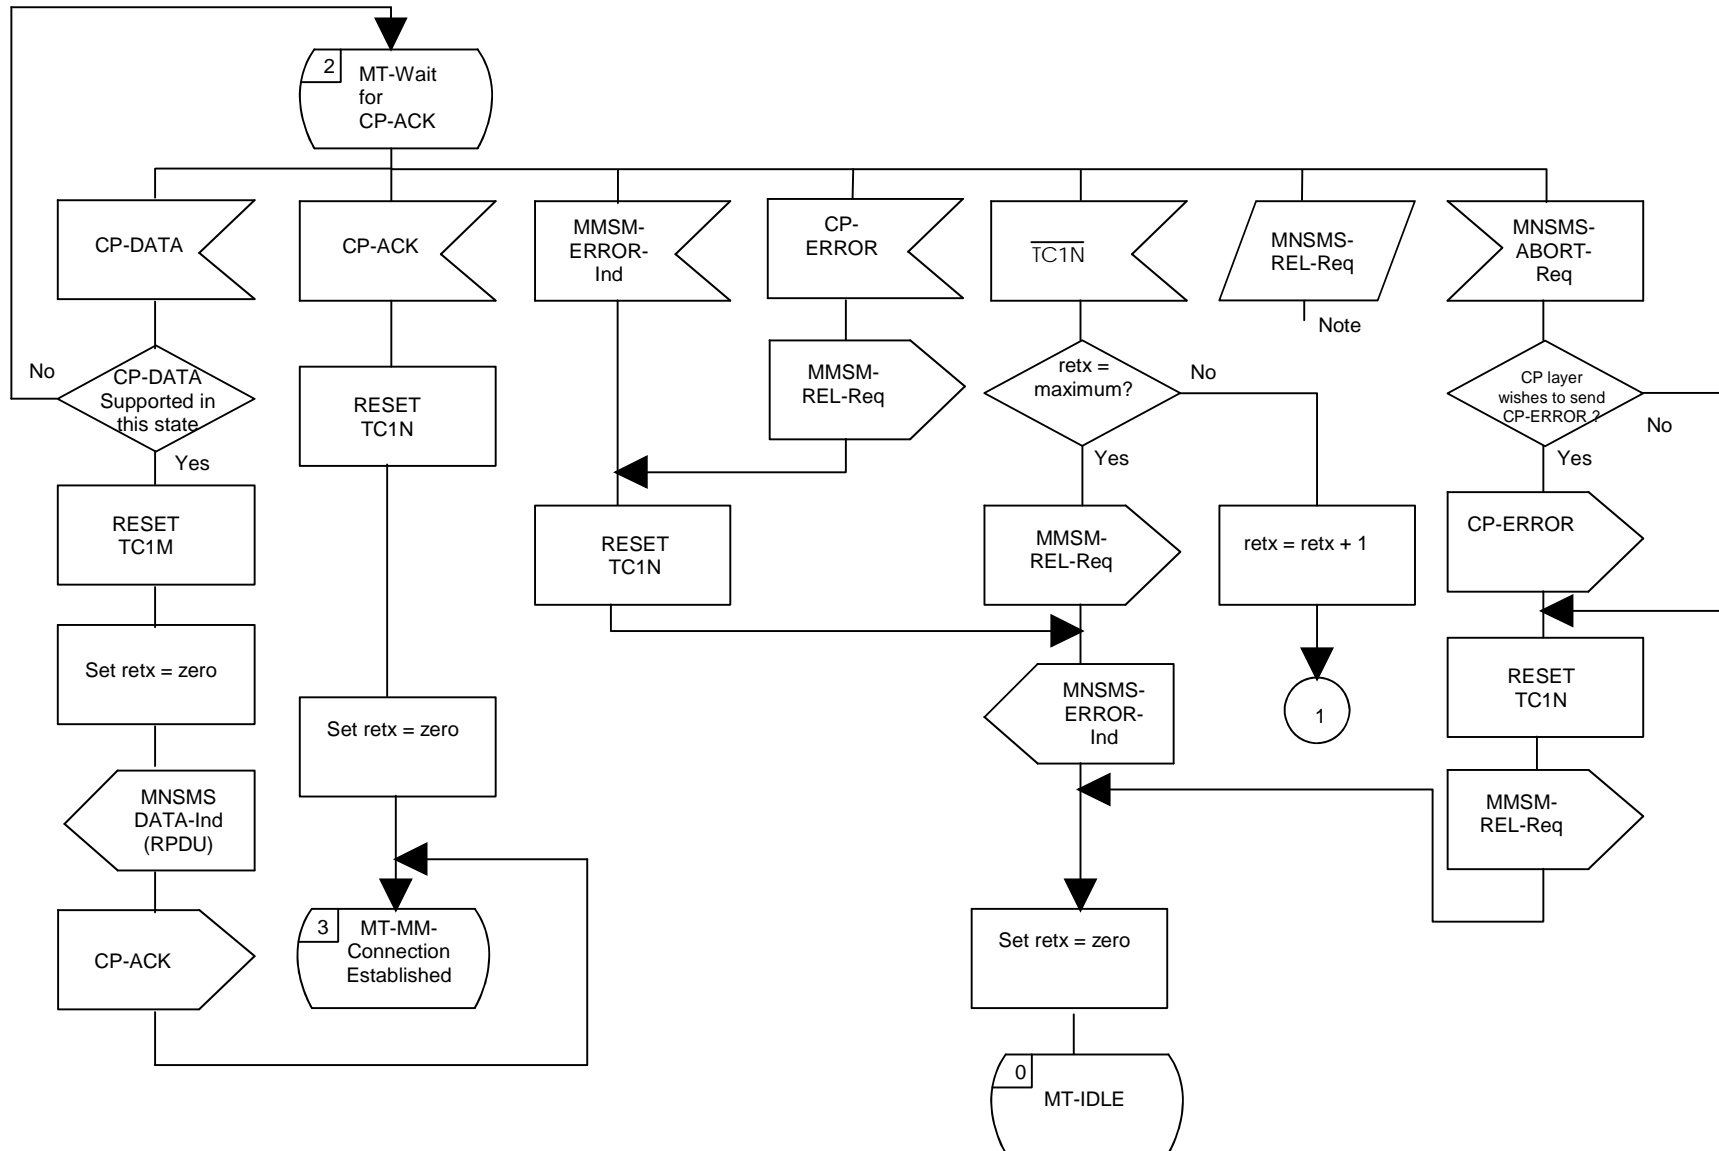 2
MT-Wait
for
CP-ACK
CP-DATA
CP-ACK
MMSM-
ERROR-
Ind
CP-
ERROR
TC1N
MNSMS-
REL-Req
MNSMS-
ABORT-
Req
Note
No
CP-DATA
Supported in
this state
Yes
RESET
TC1N
MMSM-
REL-Req
retx =
maximum?
No
Yes
CP layer
wishes to send
CP-ERROR ?
No
Yes
RESET
TC1M
RESET
TC1N
MMSM-
REL-Req
retx = retx + 1
CP-ERROR
Set retx = zero
Set retx = zero
MNSMS-
ERROR-
Ind
1
RESET
TC1N
MNSMS
DATA-Ind
(RPDU)
MMSM-
REL-Req
CP-ACK
3
MT-MM-
Connection
Established
Set retx = zero
0
MT-IDLE